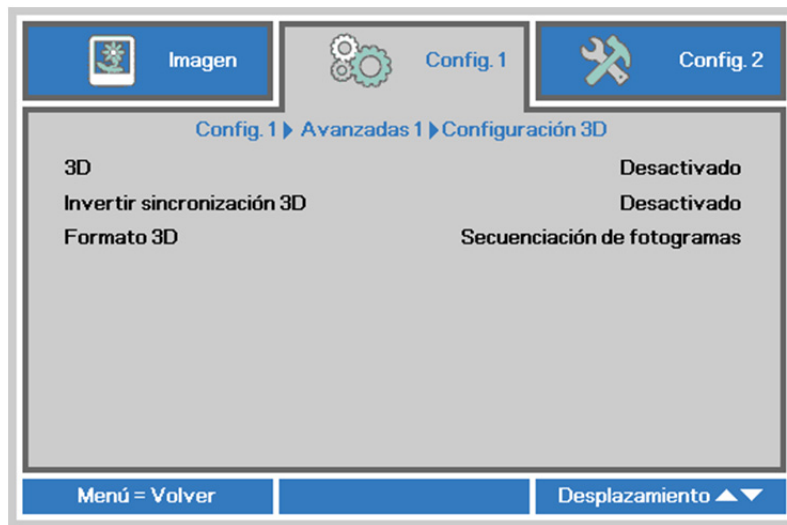 Imagen
Config. 1
Config. 2
Config. 1 ▶ Avanzadas 1 ▶ Configuración 3D
3D Desactivado
Invertir sincronización 3D Desactivado
Formato 3D Secuenciación de fotogramas
Menú = Volver
Desplazamiento ▲▼